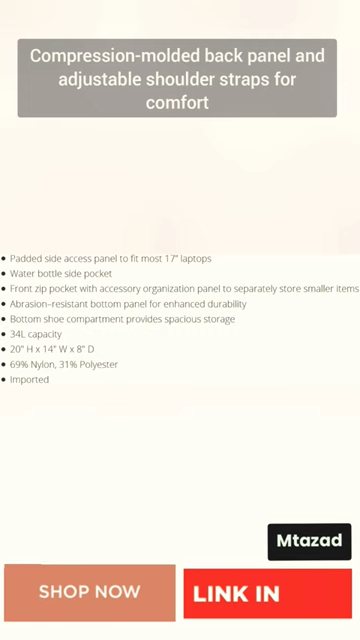 Compression-molded back panel and
adjustable shoulder straps for
comfort
• Padded side access panel to fit most 17" laptops
• Water bottle side pocket
• Front zip pocket with accessory organization panel to separately store smaller items
• Abrasion-resistant bottom panel for enhanced durability
• Bottom shoe compartment provides spacious storage
• 34L capacity
• 20" H x 14" W x 8" D
• 69% Nylon, 31% Polyester
• Imported
Mtazad
SHOP NOW
LINK IN